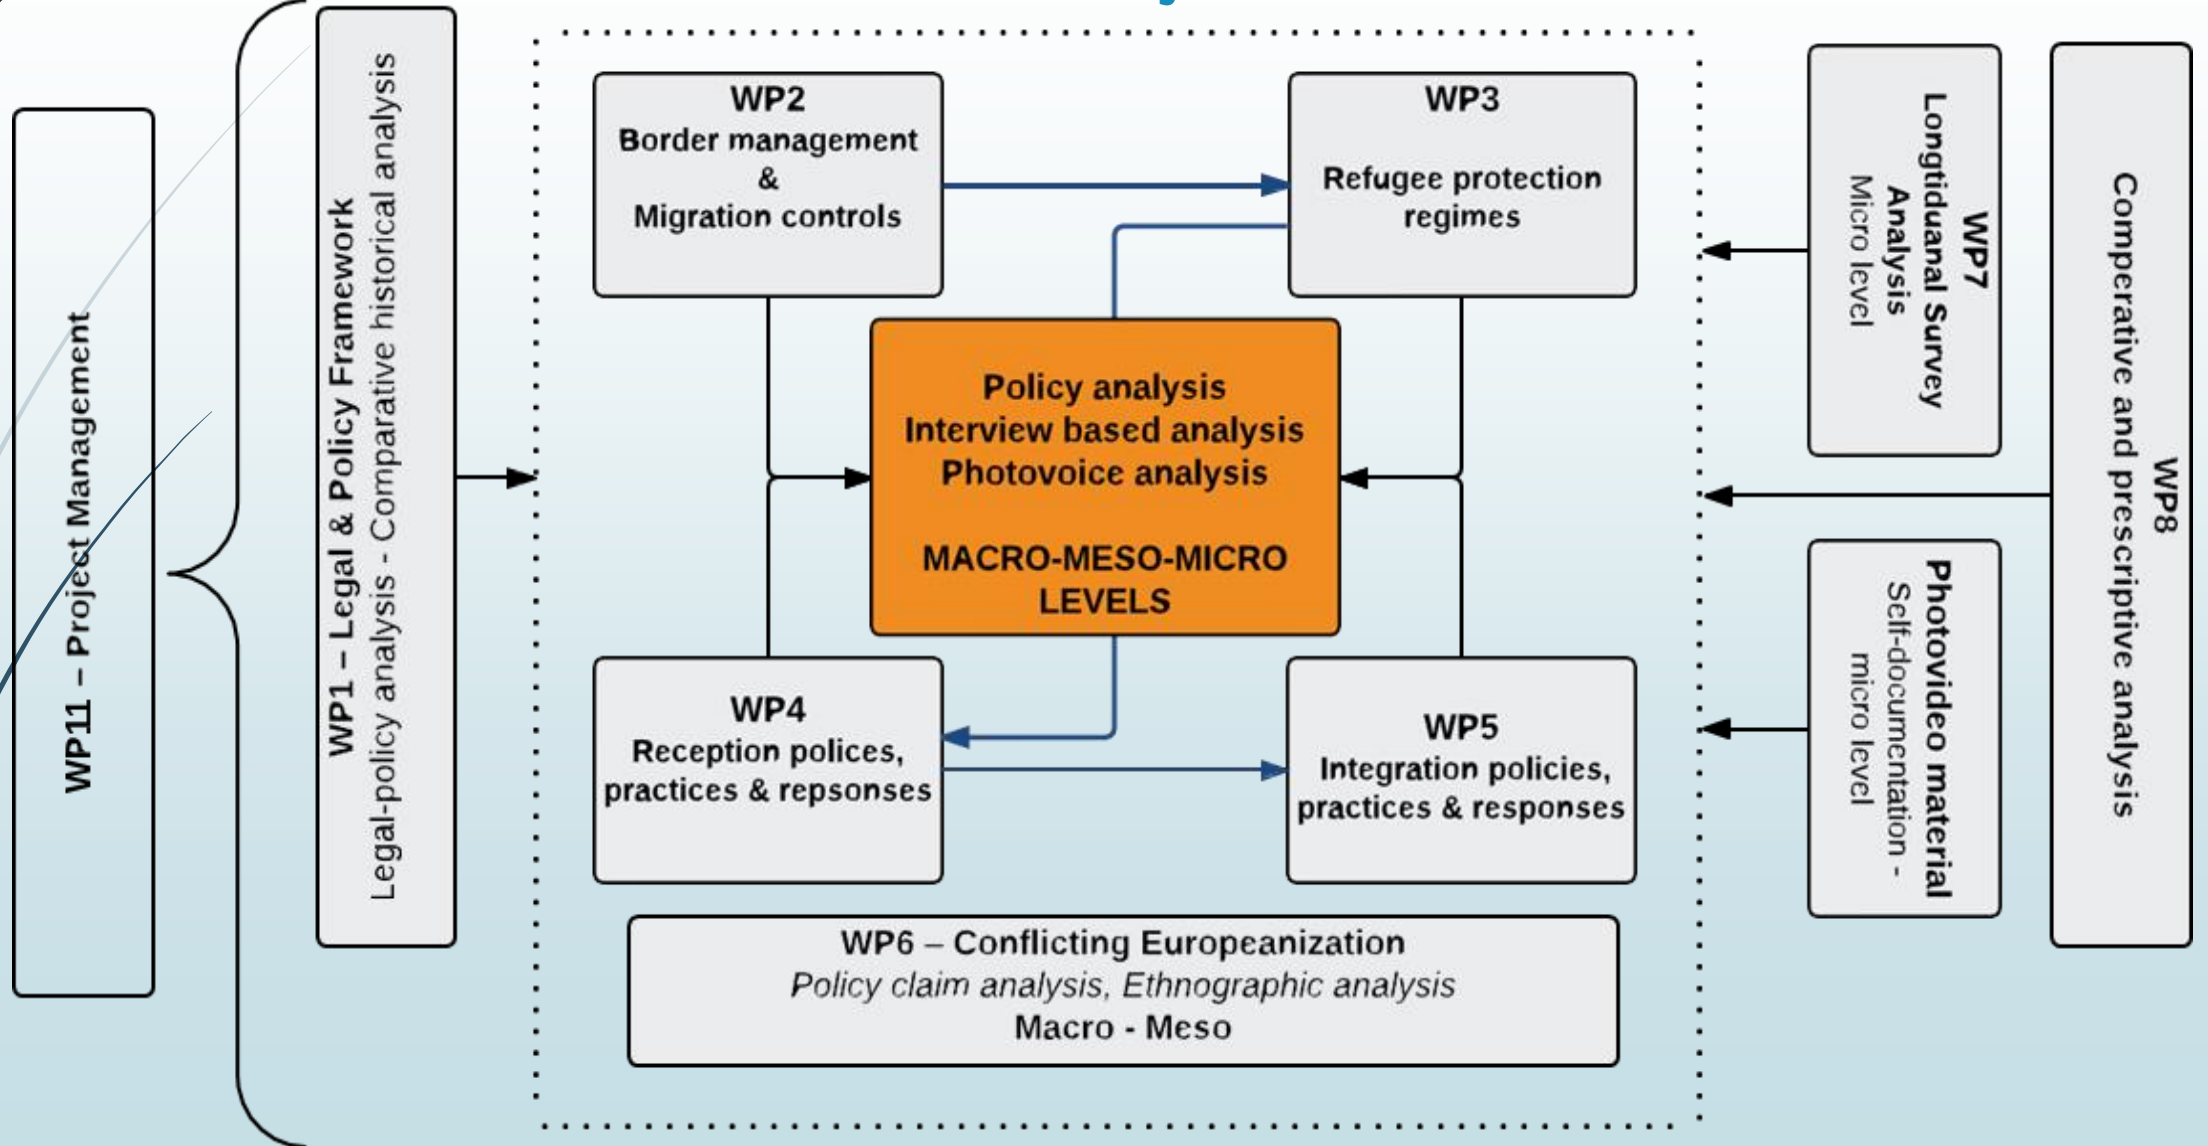 WP11 – Project Management
WP1 – Legal & Policy Framework
Legal-policy analysis - Comparative historical analysis
WP2
Border management
&
Migration controls
WP3
Refugee protection
regimes
Policy analysis
Interview based analysis
Photovoice analysis
MACRO-MESO-MICRO
LEVELS
WP4
Reception polices,
practices & repsonses
WP5
Integration policies,
practices & responses
WP6 – Conflicting Europeanization
Policy claim analysis, Ethnographic analysis
Macro - Meso
WP7
Longtiduanal Survey
Analysis
Micro level
Photovideo material
Self-documentation -
micro level
WP8
Comperative and prescriptive analysis